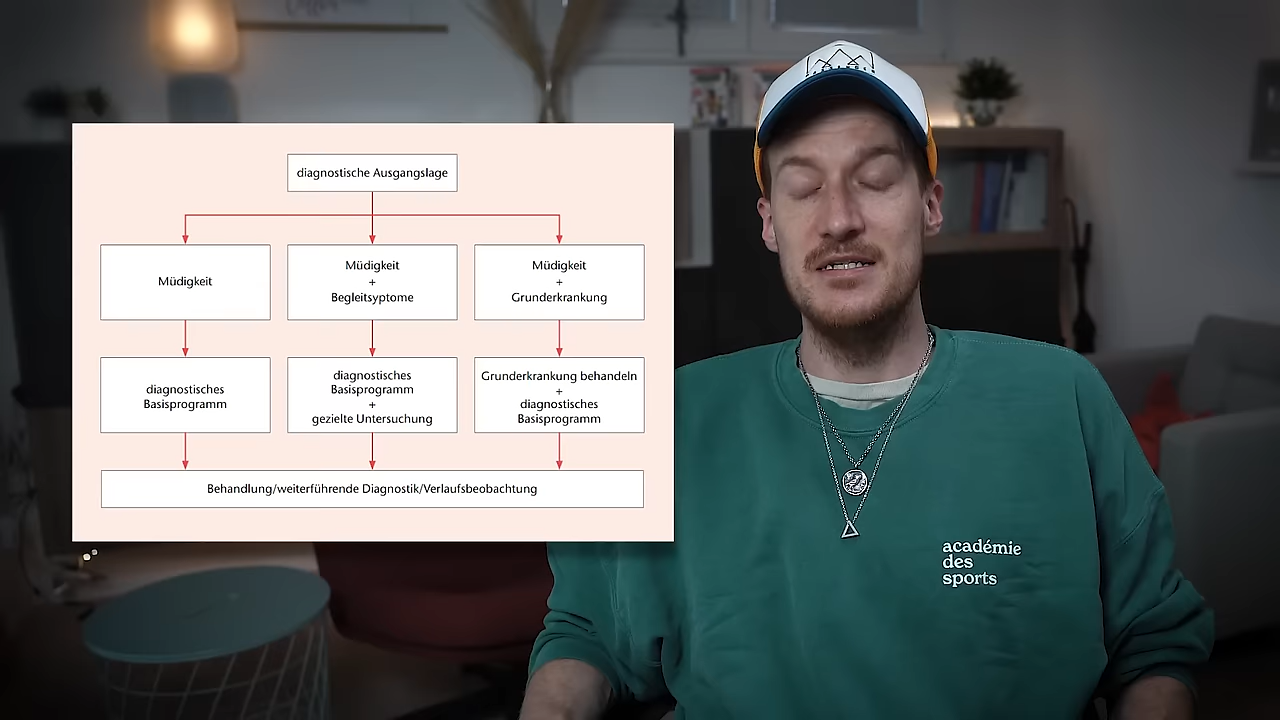 diagnostische Ausgangslage
Müdigkeit
Müdigkeit
+
Begleitsyptome
Müdigkeit
+
Grunderkrankung
diagnostisches
Basisprogramm
diagnostisches
Basisprogramm
+
gezielte Untersuchung
Grunderkrankung behandeln
+
diagnostisches
Basisprogramm
Behandlung/weiterführende Diagnostik/Verlaufsbeobachtung
académie
des
sports